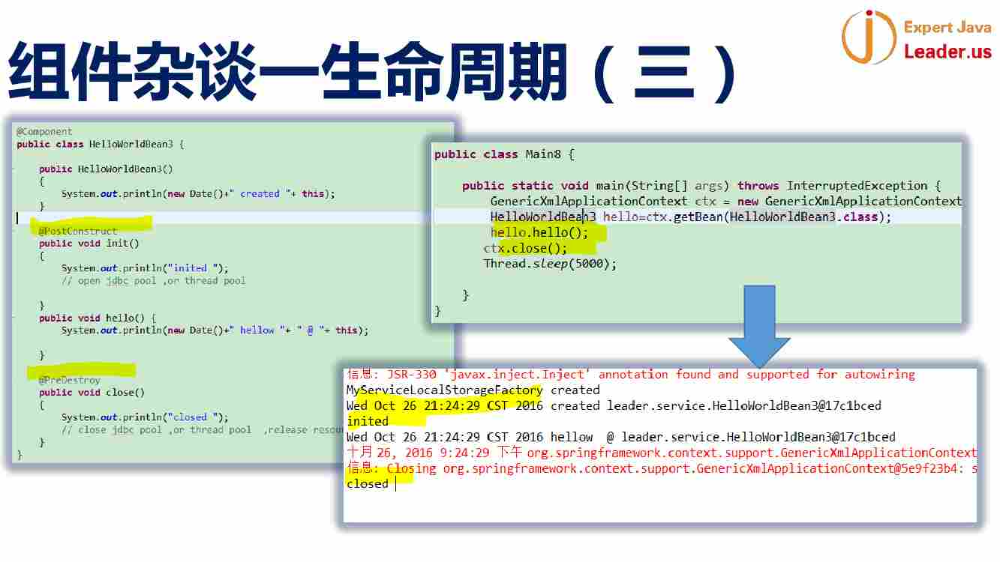 Expert Java
Leader.us
组件杂谈一生命周期（三）
@Component
public class HelloWorldBean3 {
public HelloWorldBean3()
{
System.out.println(new Date()+" created "+ this);
}
@PostConstruct
public void init()
{
System.out.println("inited ");
// open jdbc pool ,or thread pool
}
public void hello() {
System.out.println(new Date()+" hellow "+ " @ "+ this);
}
@PreDestroy
public void close()
{
System.out.println("closed ");
// close jdbc pool ,or thread pool  ,release resou
}
}
public class Main8 {
public static void main(String[] args) throws InterruptedException {
GenericXmlApplicationContext ctx = new GenericXmlApplicationContext
HelloWorldBean3 hello=ctx.getBean(HelloWorldBean3.class);
hello.hello();
ctx.close();
Thread.sleep(5000);
}
}
信息: JSR-330 'javax.inject.Inject' annotation found and supported for autowiring
MyServiceLocalStorageFactory created
Wed Oct 26 21:24:29 CST 2016 created leader.service.HelloWorldBean3@17c1bced
inited
Wed Oct 26 21:24:29 CST 2016 hellow  @ leader.service.HelloWorldBean3@17c1bced
十月 26, 2016 9:24:29 下午 org.springframework.context.support.GenericXmlApplicationContext
信息: Closing org.springframework.context.support.GenericXmlApplicationContext@5e9f23b4: s
closed